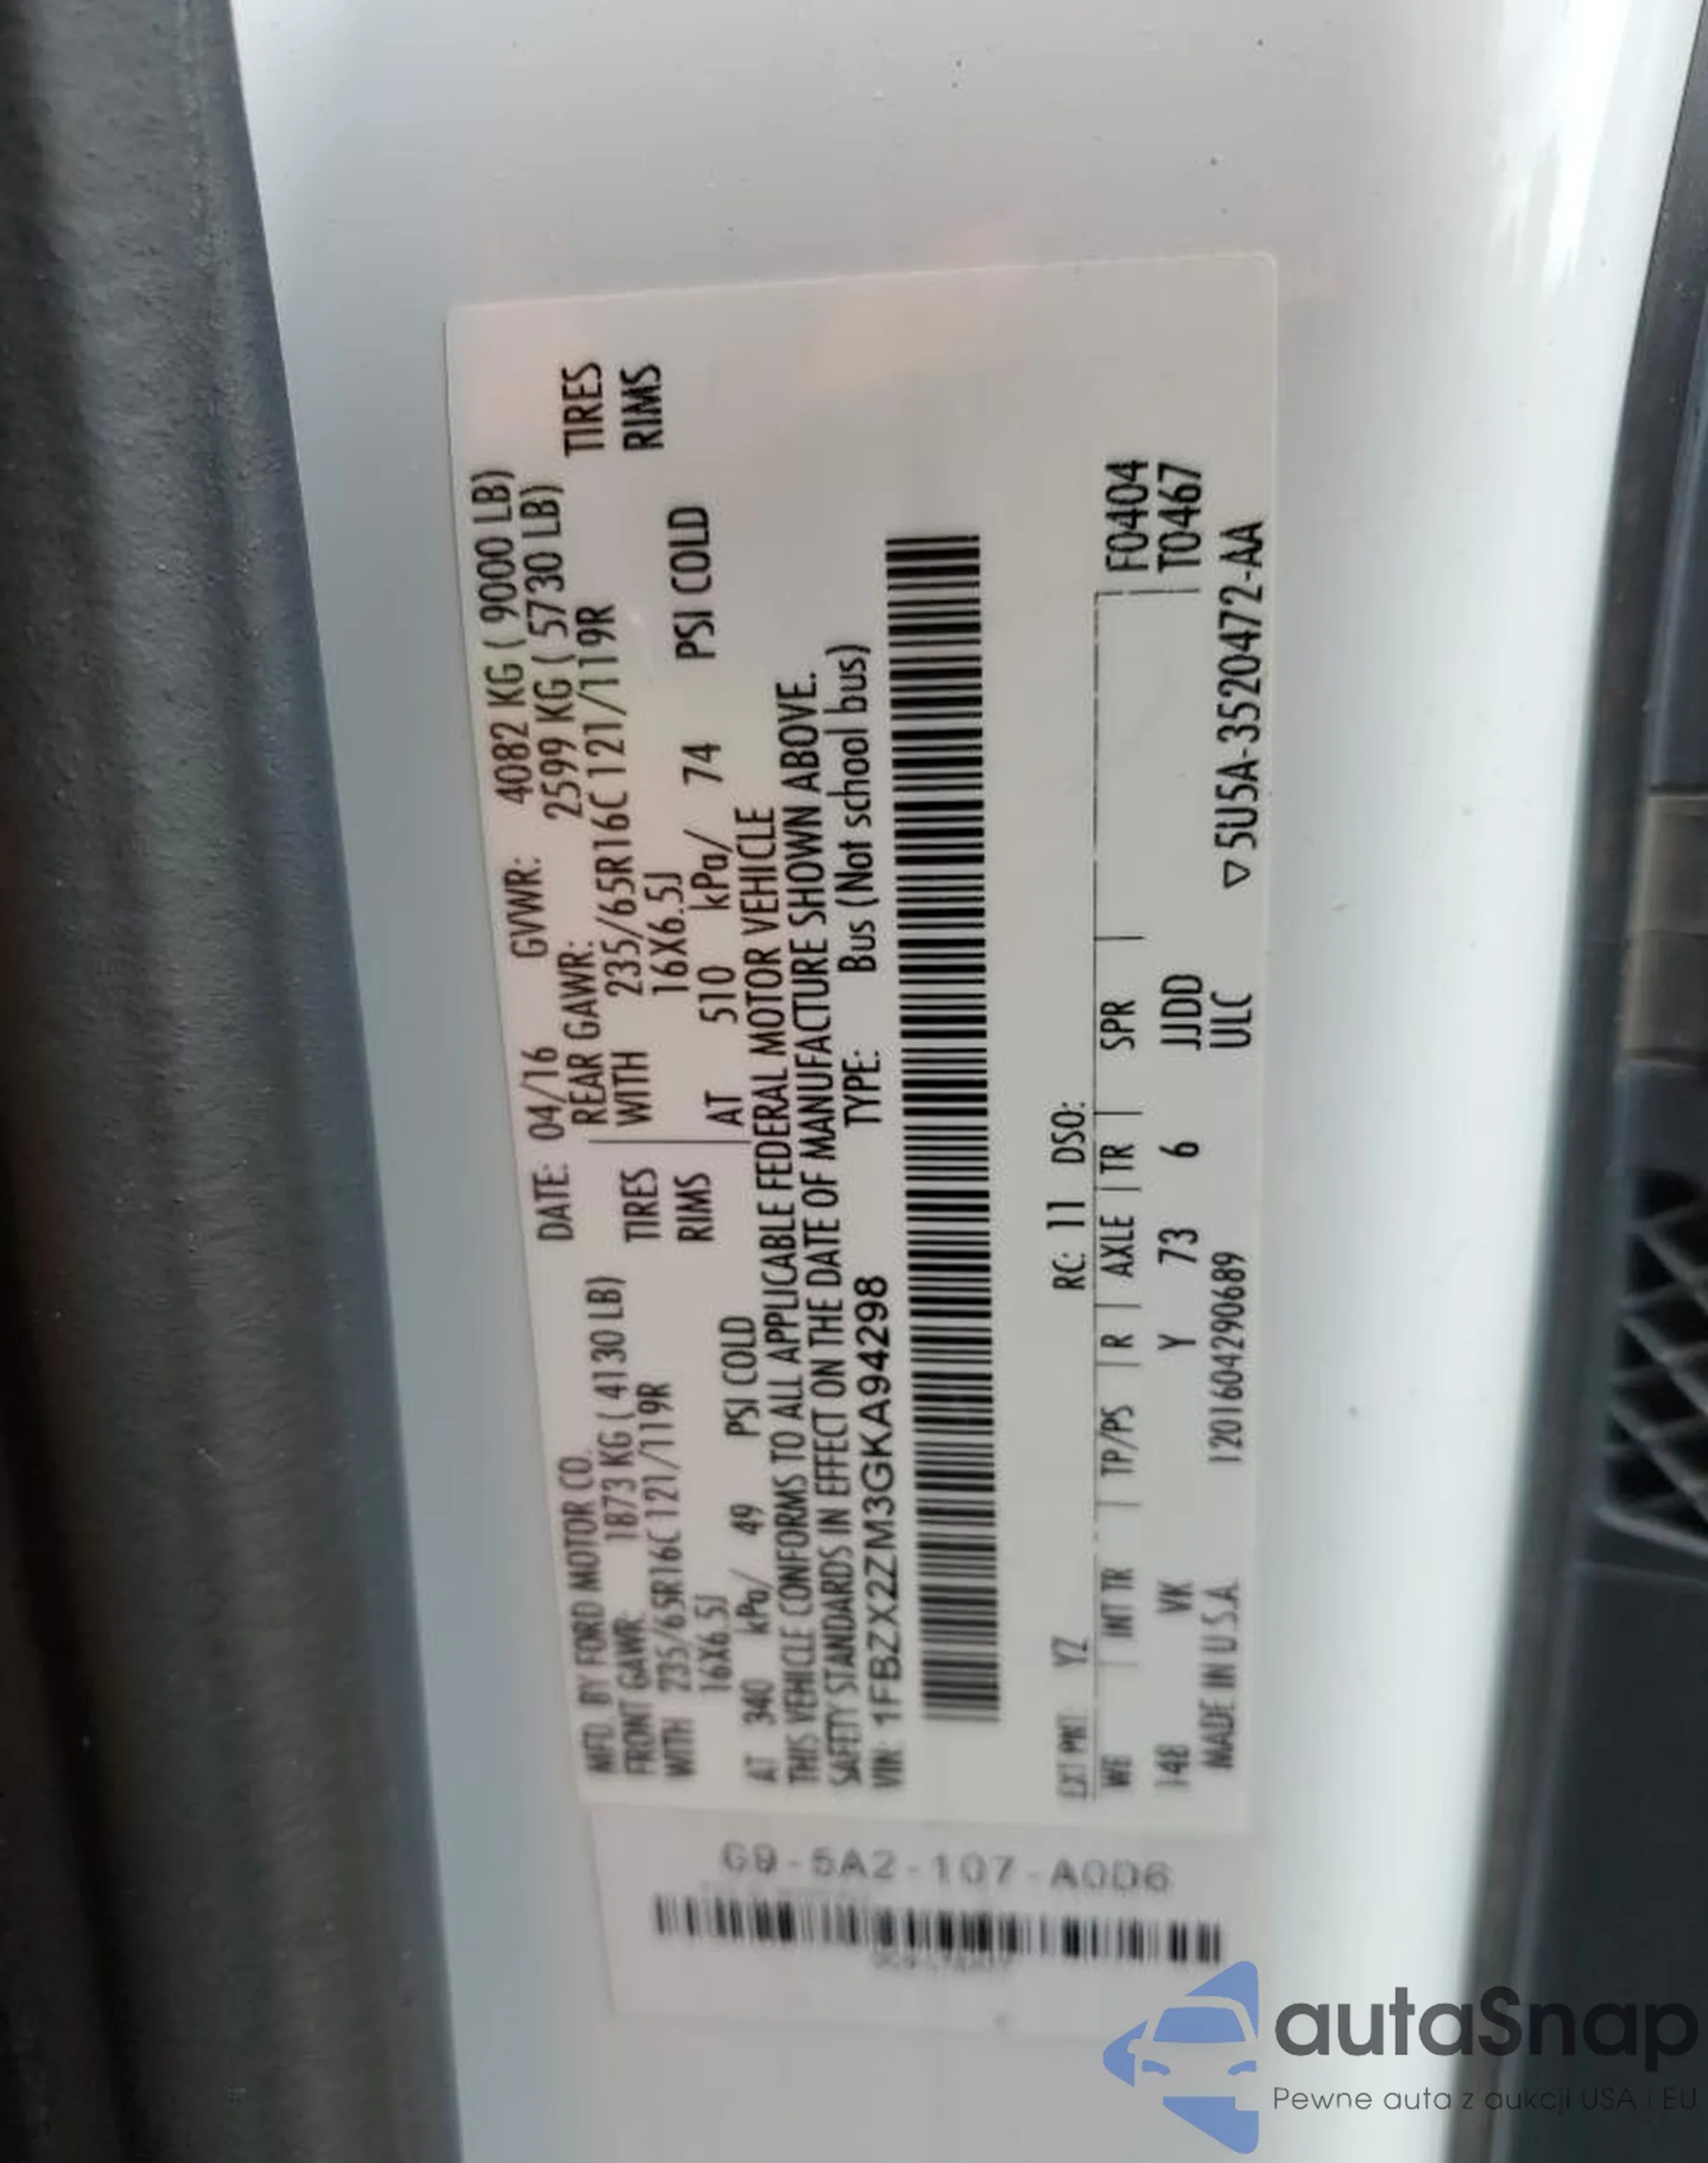 MFD. BY FORD MOTOR CO. DATE: 04/16 GVWR: 4082 KG ( 9000 LB)
FRONT GAWR: 1873 KG ( 4130 LB) REAR GAWR: 2599 KG ( 5730 LB)
WITH 235/65R16C 121/119R TIRES WITH 235/65R16C 121/119R TIRES
16X6.5J RIMS 16X6.5J RIMS
AT 340 kPa/ 49 PSI COLD AT 510 kPa/ 74 PSI COLD
THIS VEHICLE CONFORMS TO ALL APPLICABLE FEDERAL MOTOR VEHICLE
SAFETY STANDARDS IN EFFECT ON THE DATE OF MANUFACTURE SHOWN ABOVE.
VIN: 1FBZX2ZM3GKA94298 TYPE: Bus (Not school bus)
EXT PNT: YZ RC: 11 DSO:
WB INT TR TP/PS R AXLE TR SPR F0404
148 VK Y 73 6 JJDD T0467
MADE IN U.S.A. 120160429068​9 ULC ▽ 5U5A-3520472-AA
G9-5A2-107-A0D6
autaSnap
Pewne auta z aukcji USA i EU